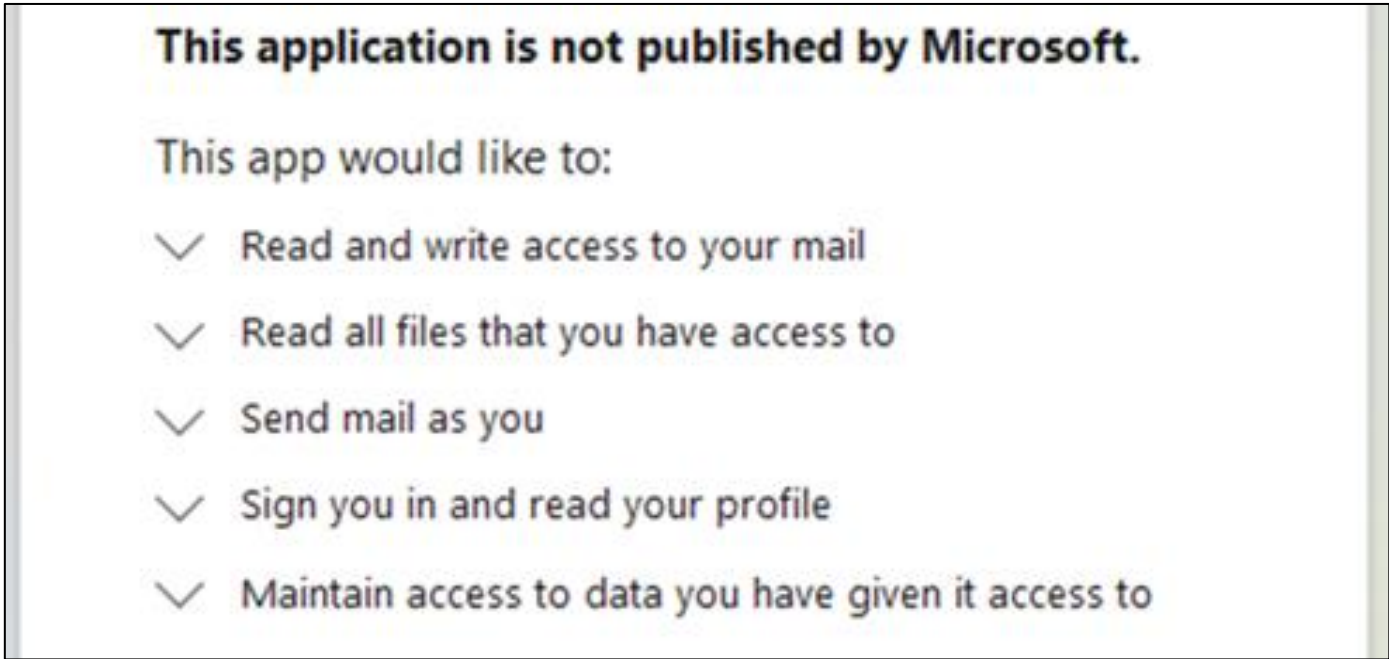 This application is not published by Microsoft.
This app would like to:
Read and write access to your mail
Read all files that you have access to
Send mail as you
Sign you in and read your profile
Maintain access to data you have given it access to